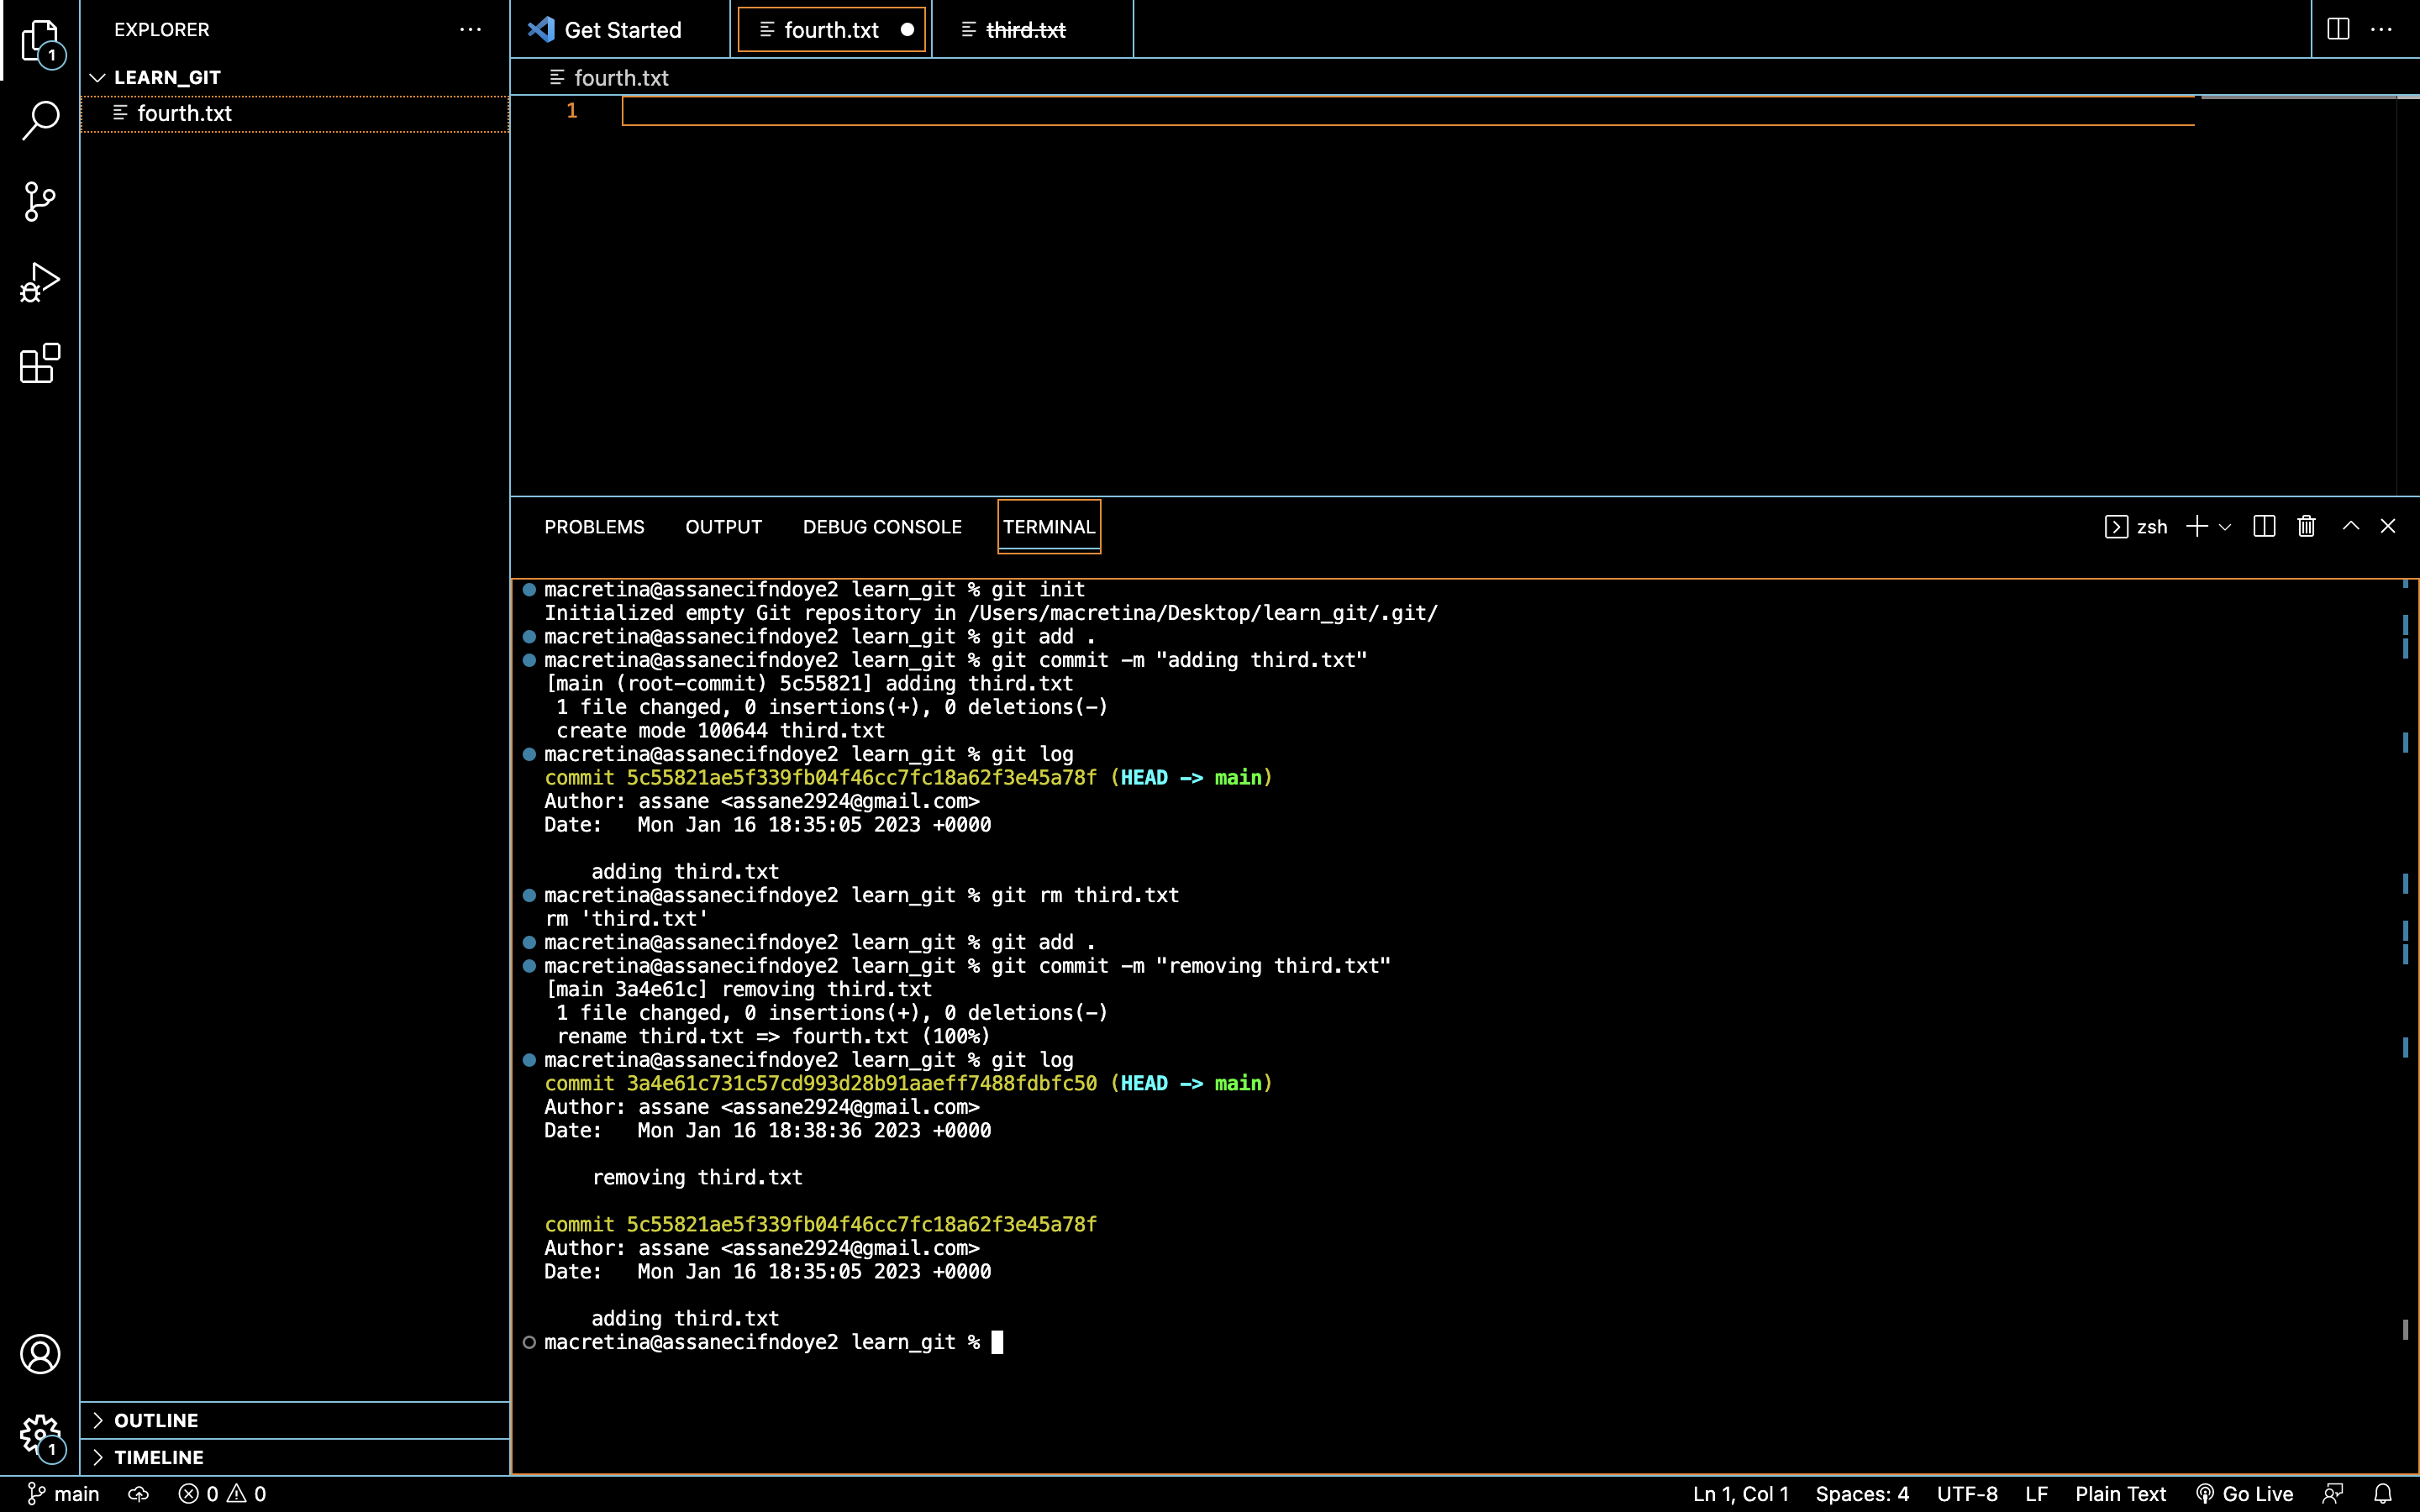 1
EXPLORER
LEARN_GIT
fourth.txt
OUTLINE
TIMELINE
1
Get Started
fourth.txt
third.txt
fourth.txt
1
PROBLEMS OUTPUT DEBUG CONSOLE TERMINAL
zsh
macretina@assanecifndoye2 learn_git % git init
Initialized empty Git repository in /Users/macretina/Desktop/learn_git/.git/
macretina@assanecifndoye2 learn_git % git add .
macretina@assanecifndoye2 learn_git % git commit -m "adding third.txt"
[main (root-commit) 5c55821] adding third.txt
 1 file changed, 0 insertions(+), 0 deletions(-)
 create mode 100644 third.txt
macretina@assanecifndoye2 learn_git % git log
commit 5c55821ae5f339fb04f46cc7fc18a62f3e45a78f (HEAD -> main)
Author: assane <assane2924@gmail.com>
Date:   Mon Jan 16 18:35:05 2023 +0000
    adding third.txt
macretina@assanecifndoye2 learn_git % git rm third.txt
rm 'third.txt'
macretina@assanecifndoye2 learn_git % git add .
macretina@assanecifndoye2 learn_git % git commit -m "removing third.txt"
[main 3a4e61c] removing third.txt
 1 file changed, 0 insertions(+), 0 deletions(-)
 rename third.txt => fourth.txt (100%)
macretina@assanecifndoye2 learn_git % git log
commit 3a4e61c731c57cd993d28b91aaeff7488fdbfc50 (HEAD -> main)
Author: assane <assane2924@gmail.com>
Date:   Mon Jan 16 18:38:36 2023 +0000
    removing third.txt
commit 5c55821ae5f339fb04f46cc7fc18a62f3e45a78f
Author: assane <assane2924@gmail.com>
Date:   Mon Jan 16 18:35:05 2023 +0000
    adding third.txt
macretina@assanecifndoye2 learn_git %
main 0 0 Ln 1, Col 1 Spaces: 4 UTF-8 LF Plain Text Go Live